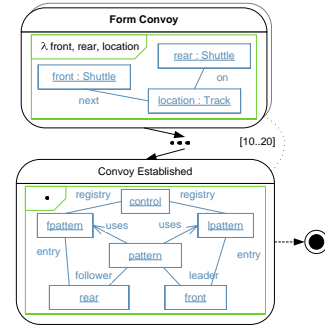 Form Convoy
λ front, rear, location
rear : Shuttle
front : Shuttle
on
next
location : Track
[10..20]
Convoy Established
registry
control
registry
fpattern
uses
uses
lpattern
entry
pattern
entry
follower
leader
rear
front